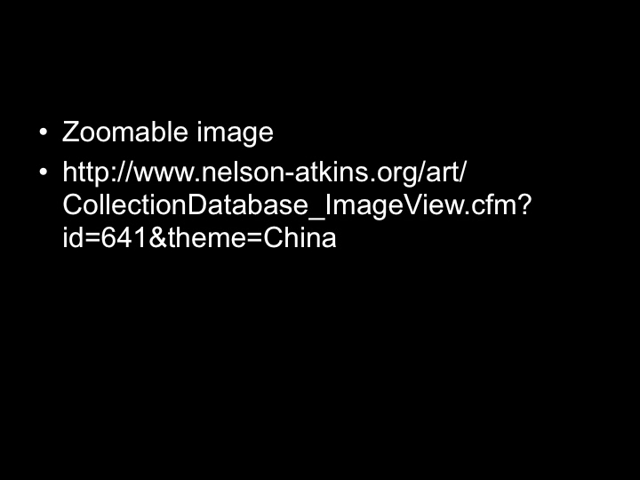 • Zoomable image
• http://www.nelson-atkins.org/art/
CollectionDatabase_ImageView.cfm?
id=641&theme=China